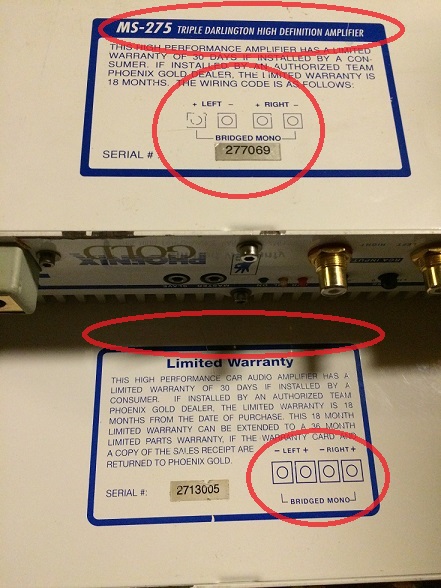 MS-275 TRIPLE DARLINGTON HIGH DEFINITION AMPLIFIER
THIS HIGH PERFORMANCE AMPLIFIER HAS A LIMITED
WARRANTY OF 30 DAYS IF INSTALLED BY A CON-
SUMER. IF INSTALLED BY AN AUTHORIZED TEAM
PHOENIX GOLD DEALER, THE LIMITED WARRANTY IS
18 MONTHS. THE WIRING CODE IS AS FOLLOWS:
+ LEFT − + RIGHT −
BRIDGED MONO
SERIAL # 277069
PHOENIX
GOLD
MS
Limited Warranty
THIS HIGH PERFORMANCE CAR AUDIO AMPLIFIER HAS A
LIMITED WARRANTY OF 30 DAYS IF INSTALLED BY A
CONSUMER. IF INSTALLED BY AN AUTHORIZED TEAM
PHOENIX GOLD DEALER, THE LIMITED WARRANTY IS 18
MONTHS FROM THE DATE OF PURCHASE. THIS 18 MONTH
LIMITED WARRANTY CAN BE EXTENDED TO A 36 MONTH
LIMITED PARTS WARRANTY, IF THE WARRANTY CARD AND
A COPY OF THE SALES RECEIPT ARE
RETURNED TO PHOENIX GOLD.
− LEFT + − RIGHT +
BRIDGED MONO
SERIAL #: 2713005